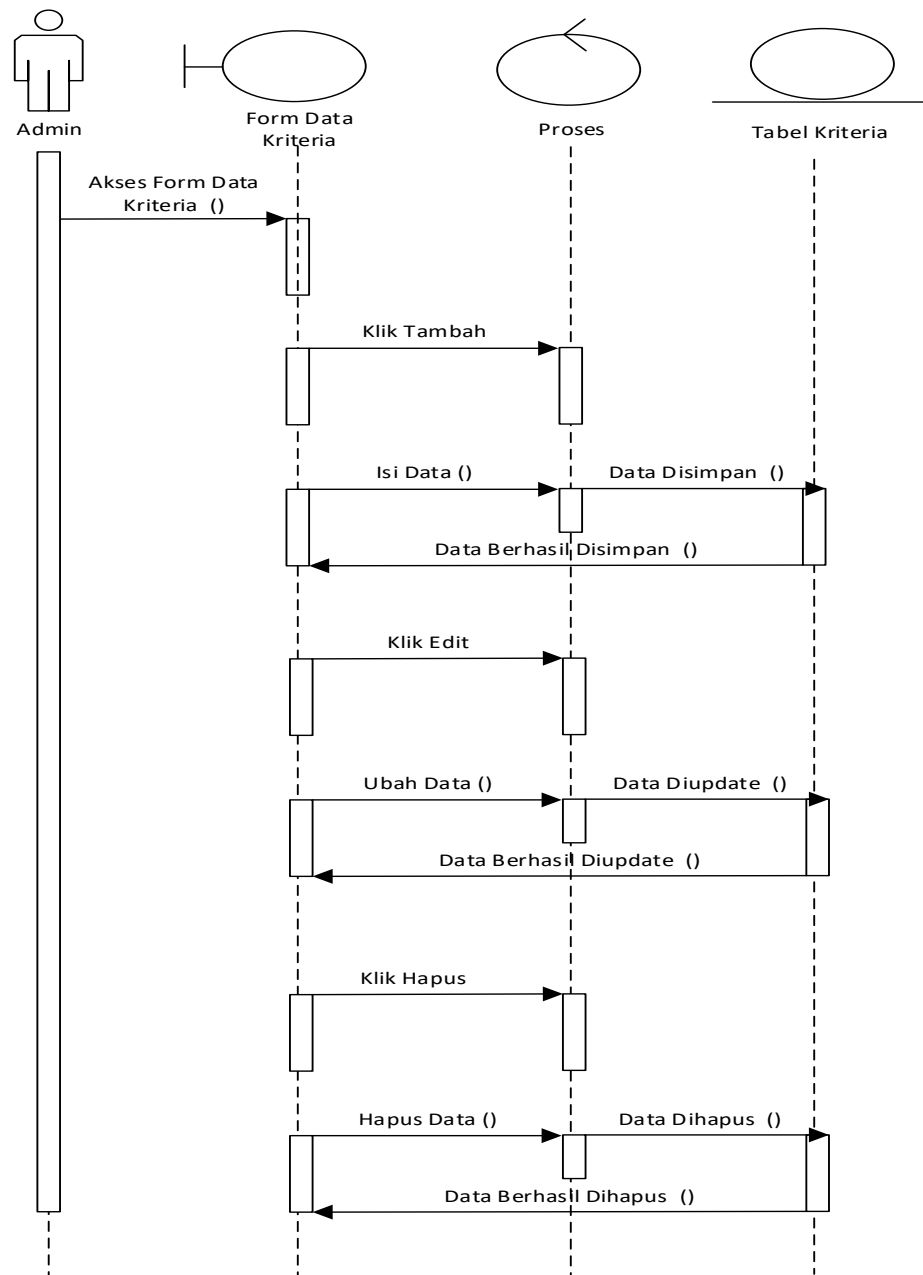 Admin
Form Data
Kriteria
Proses
Tabel Kriteria
Akses Form Data
Kriteria ()
Klik Tambah
Isi Data ()
Data Disimpan ()
Data Berhasil Disimpan ()
Klik Edit
Ubah Data ()
Data Diupdate ()
Data Berhasil Diupdate ()
Klik Hapus
Hapus Data ()
Data Dihapus ()
Data Berhasil Dihapus ()